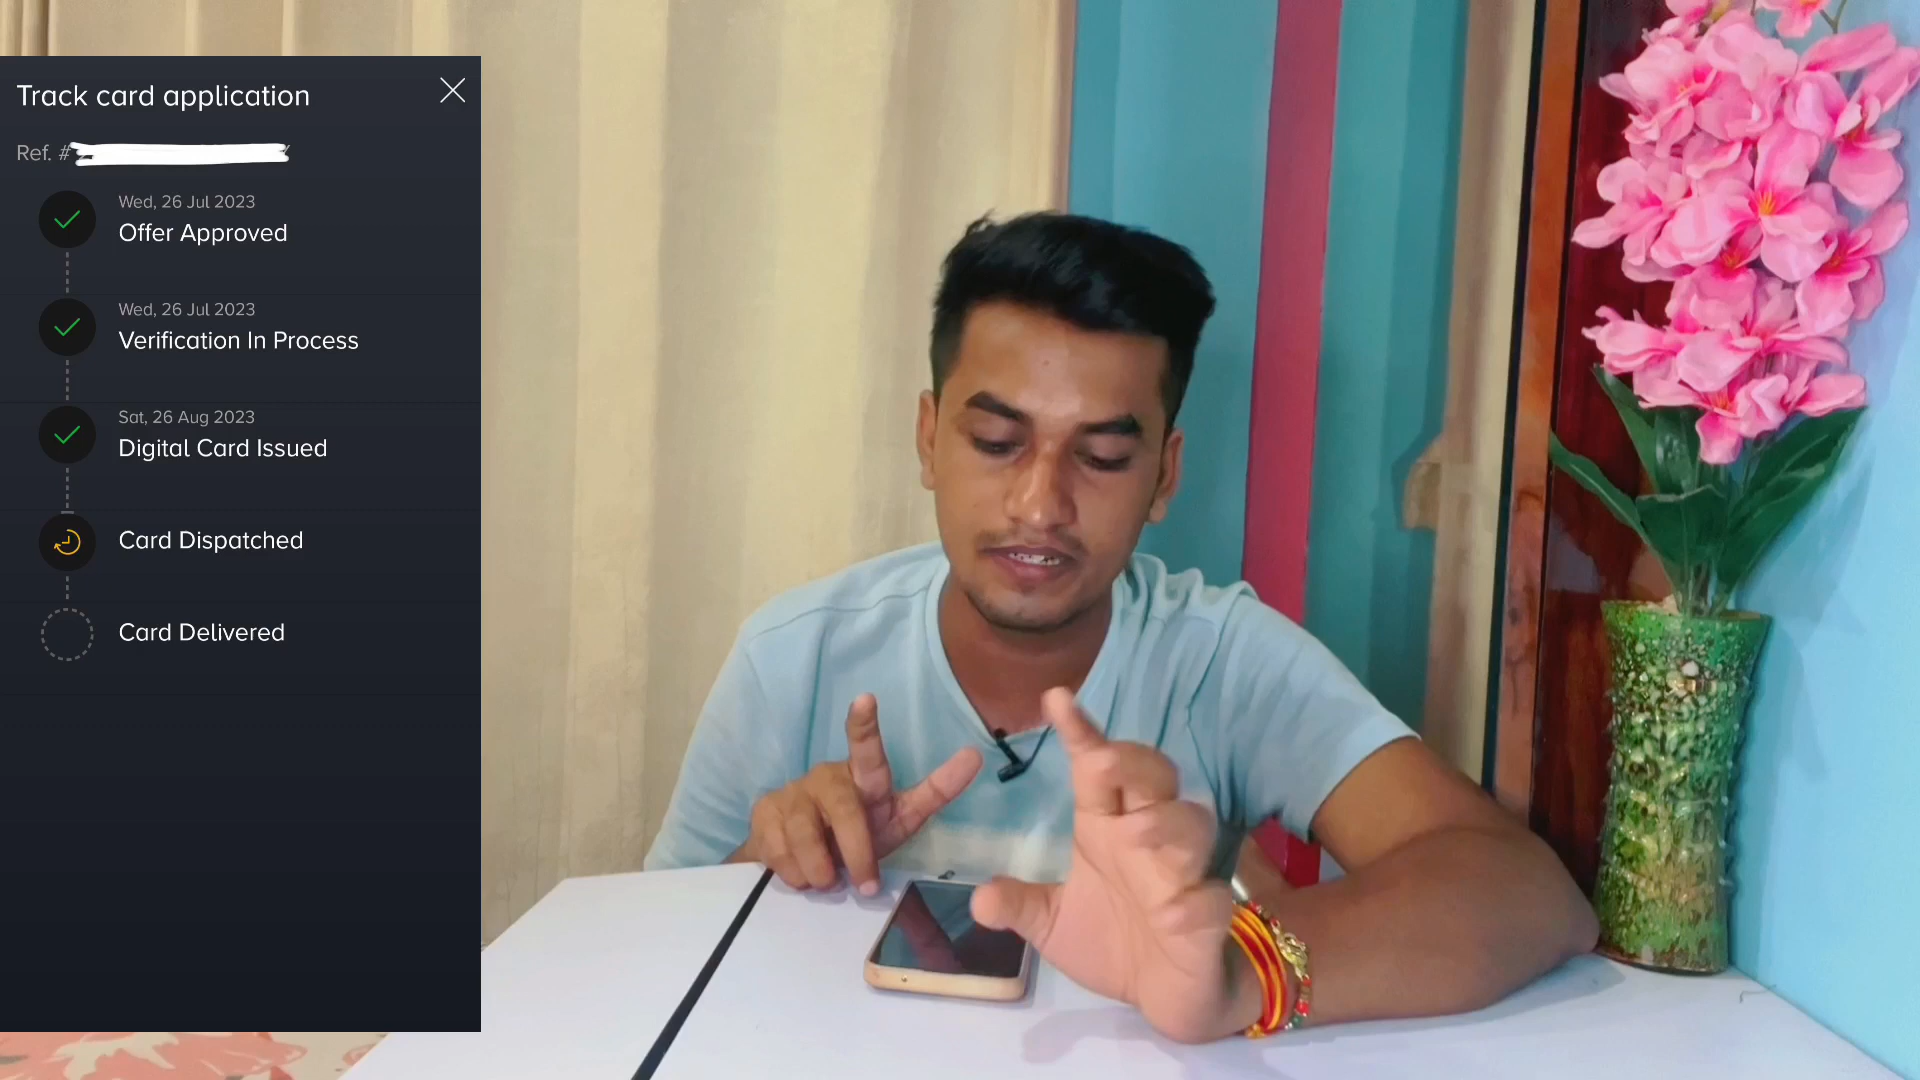 Track card application
Ref. #
Wed, 26 Jul 2023
Offer Approved
Wed, 26 Jul 2023
Verification In Process
Sat, 26 Aug 2023
Digital Card Issued
Card Dispatched
Card Delivered